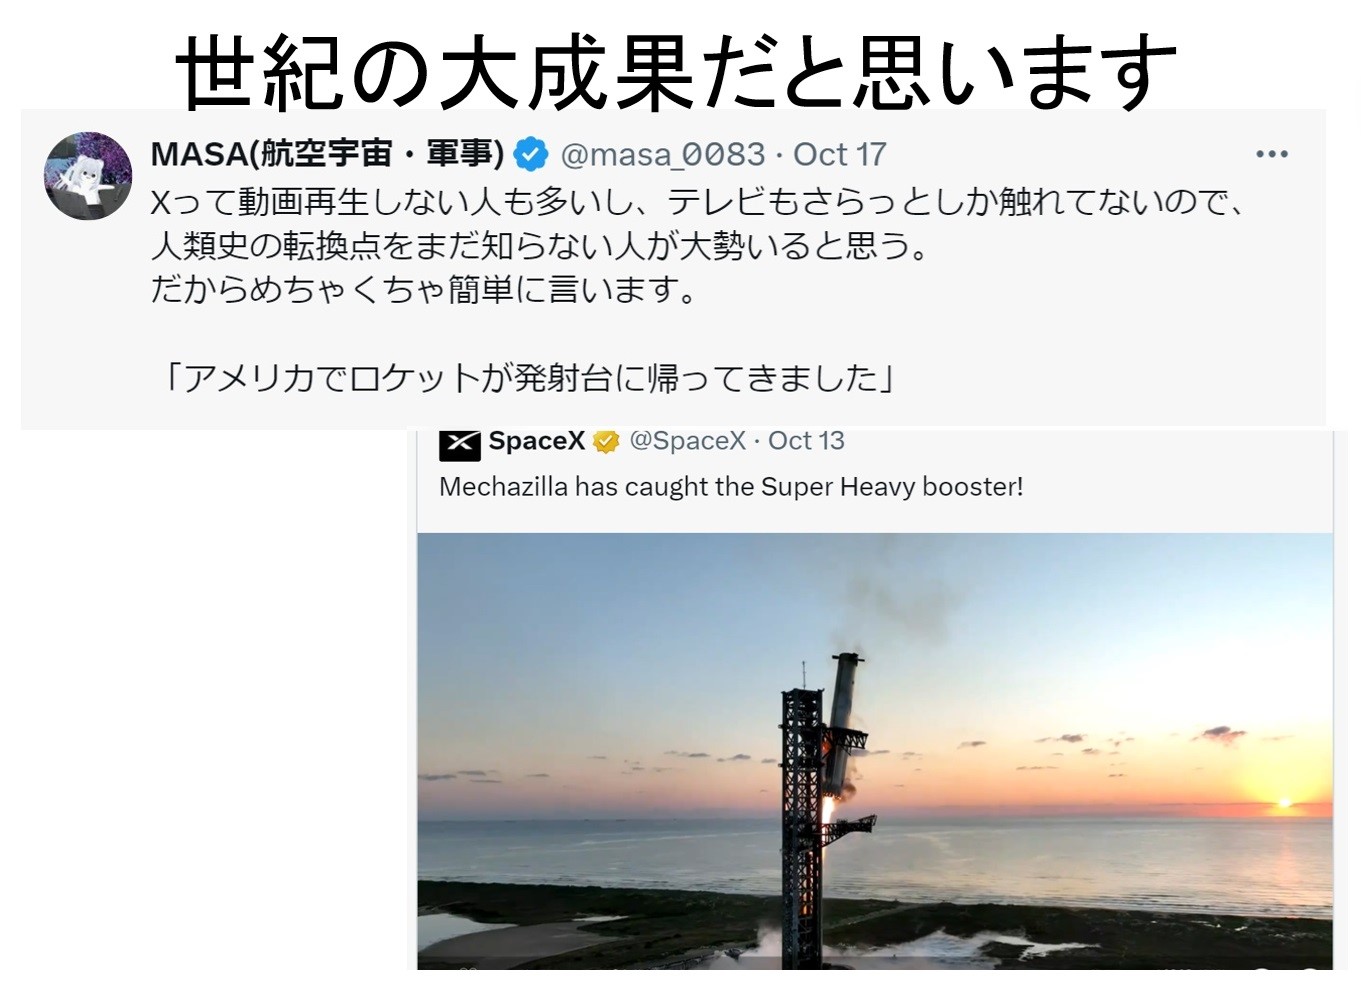 世紀の大成果だと思います
MASA(航空宇宙・軍事) @masa_0083 · Oct 17
Xって動画再生しない人も多いし、テレビもさらっとしか触れてないので、
人類史の転換点をまだ知らない人が大勢いると思う。
だからめちゃくちゃ簡単に言います。
「アメリカでロケットが発射台に帰ってきました」
SpaceX @SpaceX · Oct 13
Mechazilla has caught the Super Heavy booster!